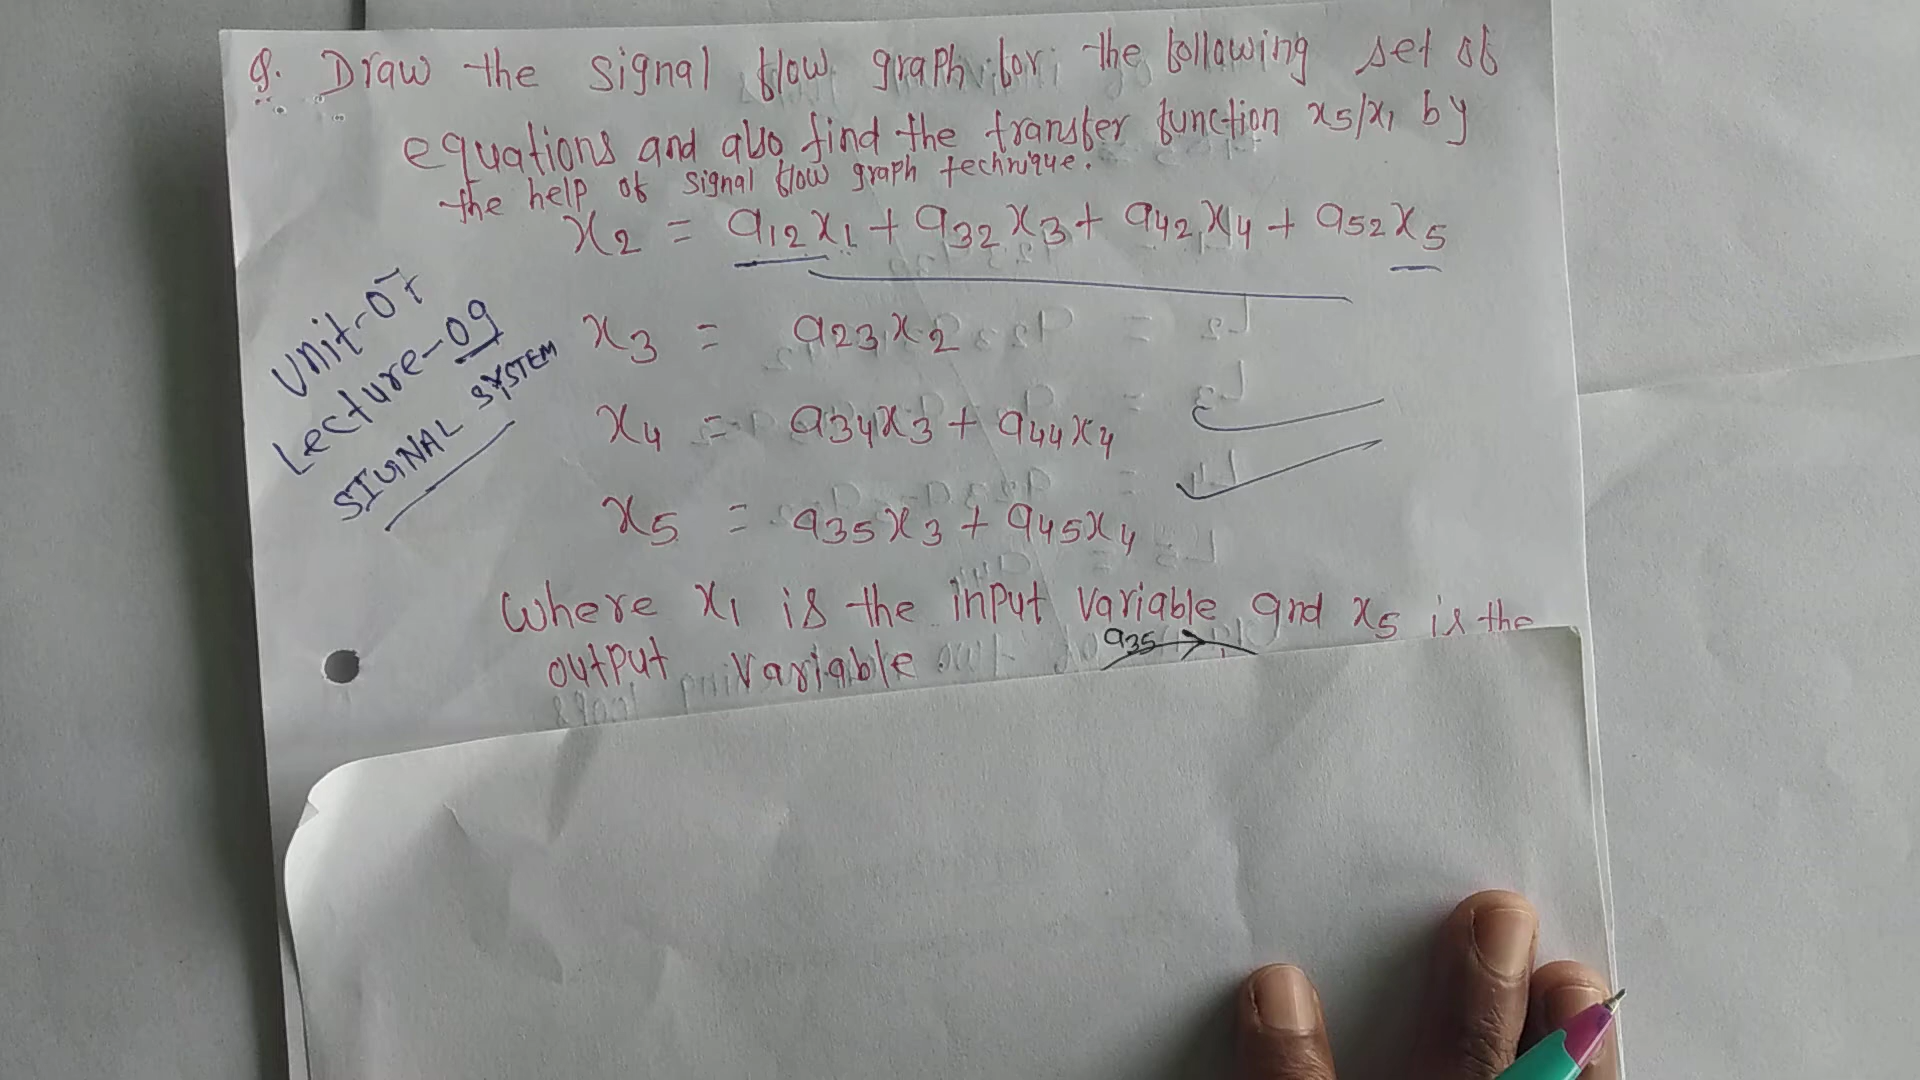 Q. Draw the signal flow graph for the following set of
equations and also find the transfer function x5/x1 by
the help of signal flow graph technique.
x2 = a12x1 + a32x3 + a42x4 + a52x5
x3 = a23x2
x4 = a34x3 + a44x4
x5 = a35x3 + a45x4
Where x1 is the input variable and x5 is the
output variable
a35
Unit-07
Lecture-09
SIGNAL SYSTEM